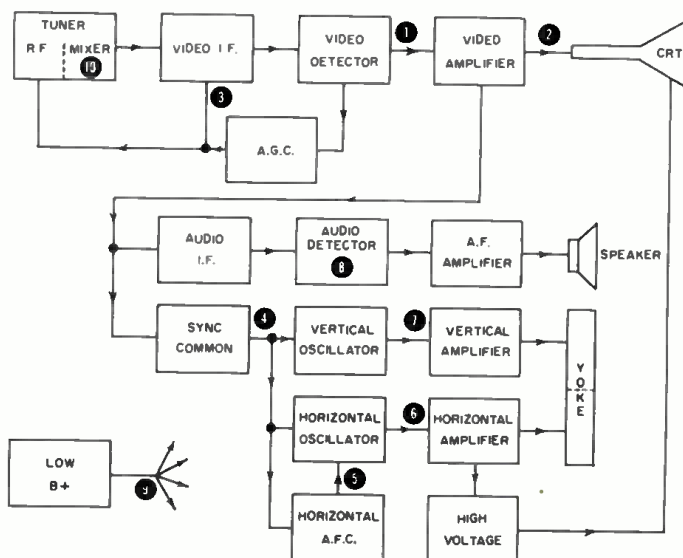 TUNER
R F MIXER
10
VIDEO I.F.
VIDEO
DETECTOR
1
VIDEO
AMPLIFIER
2
CRT
3
A.G.C.
AUDIO
I.F.
AUDIO
DETECTOR
8
A.F.
AMPLIFIER
SPEAKER
SYNC
COMMON
4
VERTICAL
OSCILLATOR
7
VERTICAL
AMPLIFIER
YOKE
HORIZONTAL
OSCILLATOR
6
HORIZONTAL
AMPLIFIER
LOW
B+
9
5
HORIZONTAL
A.F.C.
HIGH
VOLTAGE